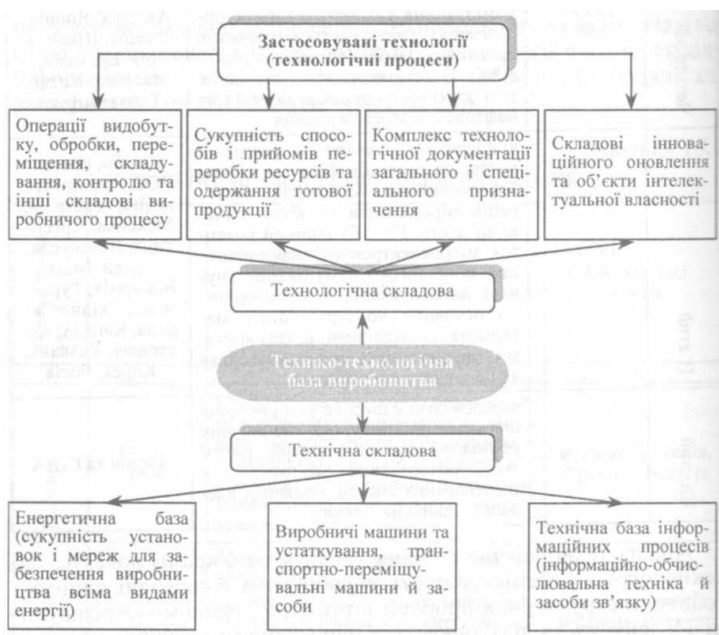 Застосовувані технології
(технологічні процеси)
Операції видобут-
ку, обробки, пере-
міщення, складу-
вання, контролю та
інші складові ви-
робничого процесу
Сукупність спосо-
бів і прийомів пе-
реробки ресурсів та
одержання готової
продукції
Комплекс техноло-
гічної документації
загального і спеці-
ального призна-
чення
Складові іннова-
ційного оновлення
та об’єкти інтелек-
туальної власності
Технологічна складова
Техніко-технологічна
база виробництва
Технічна складова
Енергетична база
(сукупність установ-
вок і мереж для за-
безпечення виробни-
цтва всіма видами
енергії)
Виробничі машини та
устаткування, тран-
спортно-переміщу-
вальні машини й за-
соби
Технічна база інфор-
маційних процесів
(інформаційно-обчис-
лювальна техніка й
засоби зв’язку)